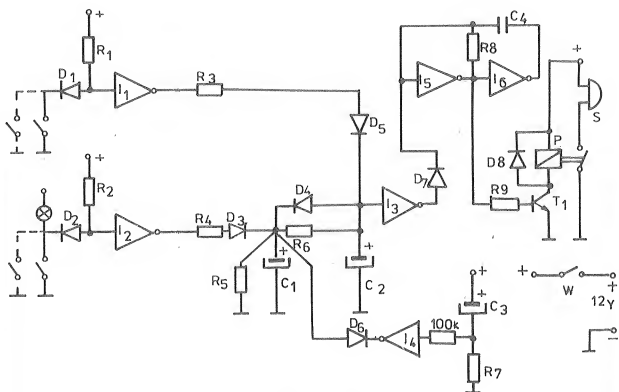 +
R1
D1
I1
R3
D5
R2
D2
I2
R4
D3
D4
R6
R5
+
C1
+
C2
I3
D7
I5
R8
C4
I6
R9
D8
P
T1
+
S
D6
I4
100k
+
+
C3
R7
+
W
+
12V
-
+